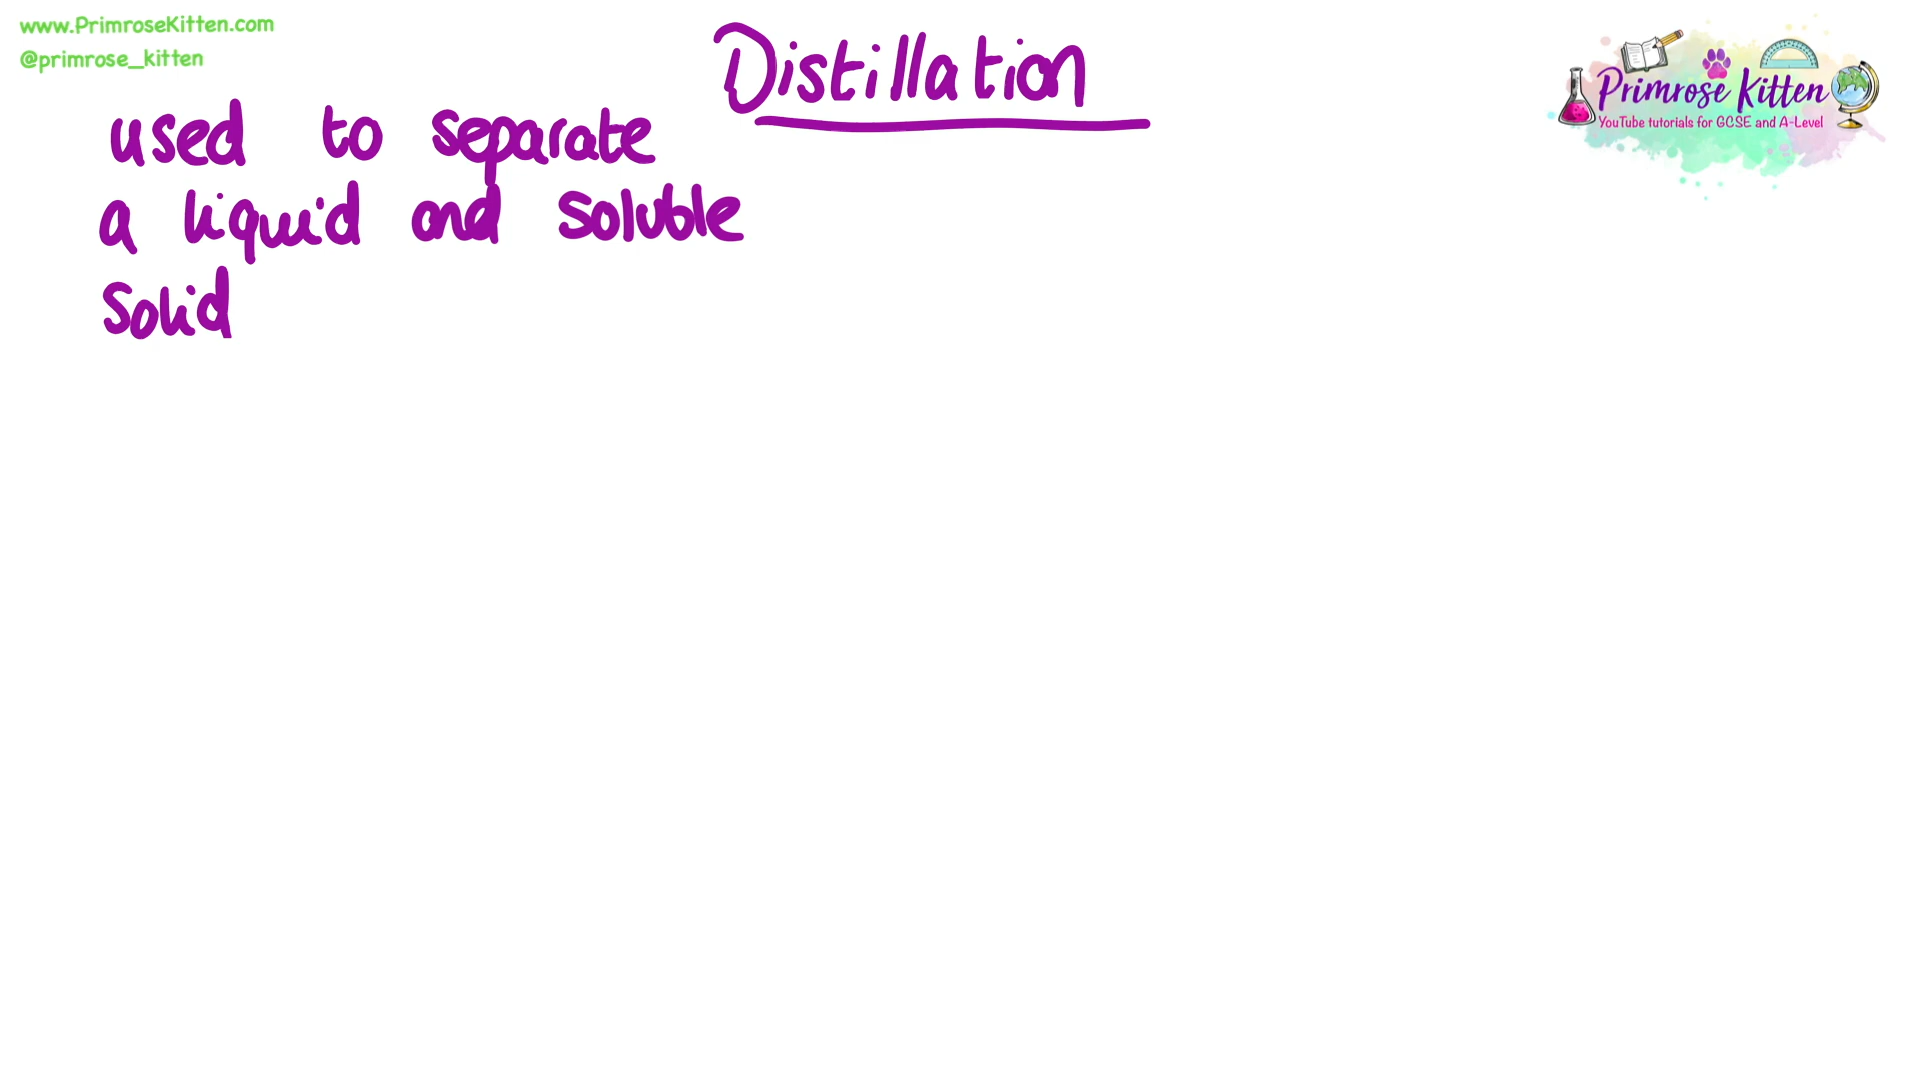 www.PrimroseKitten.com
@primrose_kitten
Distillation
Primrose Kitten
YouTube tutorials for GCSE and A-Level
used to separate
a liquid and soluble
solid